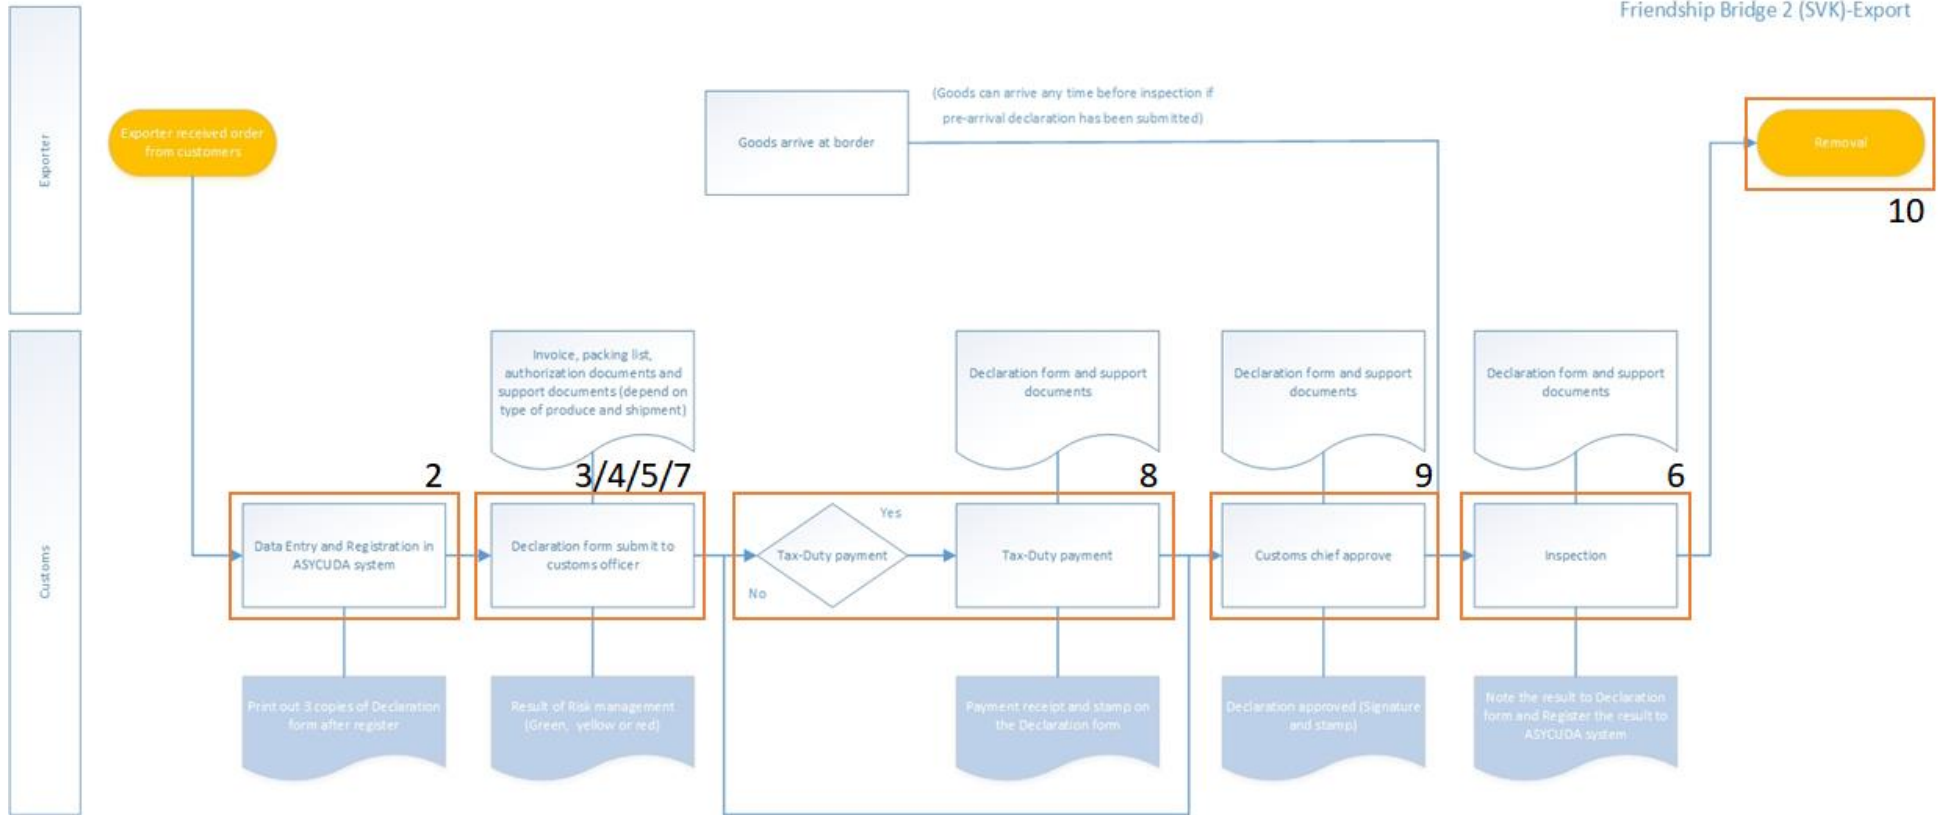 Friendship Bridge 2 (SVK)-Export
Exporter
Exporter received order
from customers
Goods arrive at border
(Goods can arrive any time before inspection if
pre-arrival declaration has been submitted)
Removal
10
Customs
Invoice, packing list,
authorization documents and
support documents (depend on
type of produce and shipment)
Declaration form and support
documents
Declaration form and support
documents
Declaration form and support
documents
2
3/4/5/7
8
9
6
Data Entry and Registration in
ASYCUDA system
Declaration form submit to
customs officer
Tax-Duty payment
Yes
No
Tax-Duty payment
Customs chief approve
Inspection
Print out 3 copies of Declaration
form after register
Result of Risk management
(Green, yellow or red)
Payment receipt and stamp on
the Declaration form
Declaration approved (Signature
and stamp)
Note the result to Declaration
form and Register the result to
ASYCUDA system